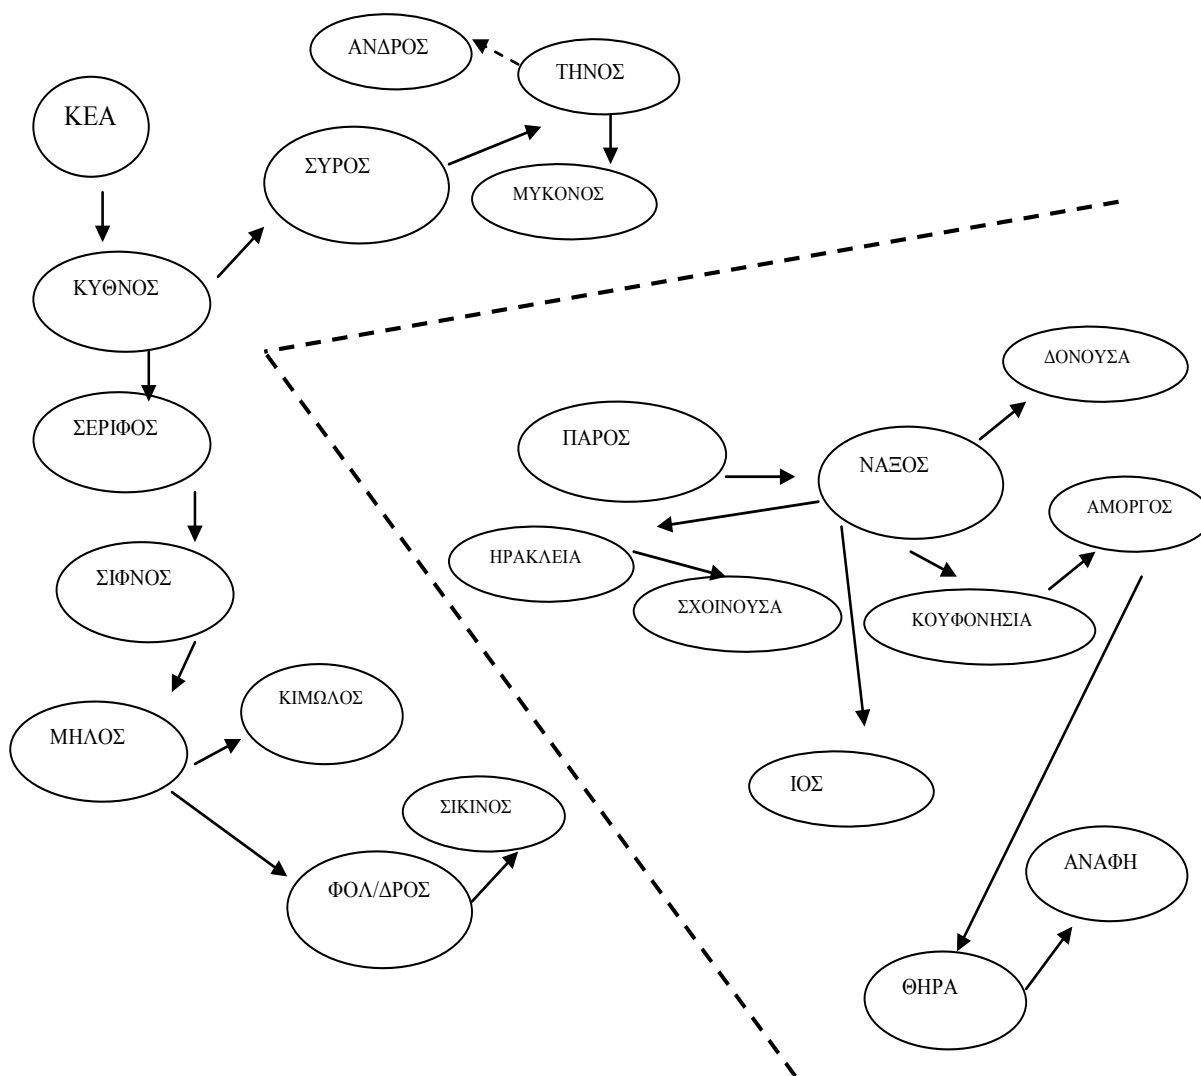 ΑΝΔΡΟΣ
ΤΗΝΟΣ
ΚΕΑ
ΣΥΡΟΣ
ΜΥΚΟΝΟΣ
ΚΥΘΝΟΣ
ΔΟΝΟΥΣΑ
ΣΕΡΙΦΟΣ
ΠΑΡΟΣ
ΝΑΞΟΣ
ΑΜΟΡΓΟΣ
ΗΡΑΚΛΕΙΑ
ΣΙΦΝΟΣ
ΣΧΟΙΝΟΥΣΑ
ΚΟΥΦΟΝΗΣΙΑ
ΚΙΜΩΛΟΣ
ΜΗΛΟΣ
ΙΟΣ
ΣΙΚΙΝΟΣ
ΑΝΑΦΗ
ΦΟΛ/ΔΡΟΣ
ΘΗΡΑ